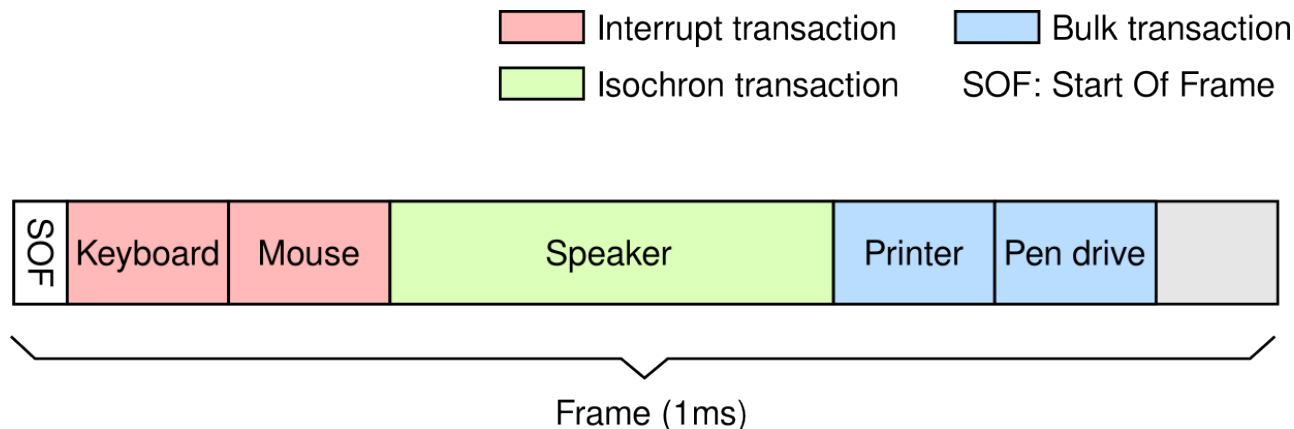 Interrupt transaction
Bulk transaction
Isochron transaction
SOF: Start Of Frame
SOF
Keyboard
Mouse
Speaker
Printer
Pen drive
Frame (1ms)